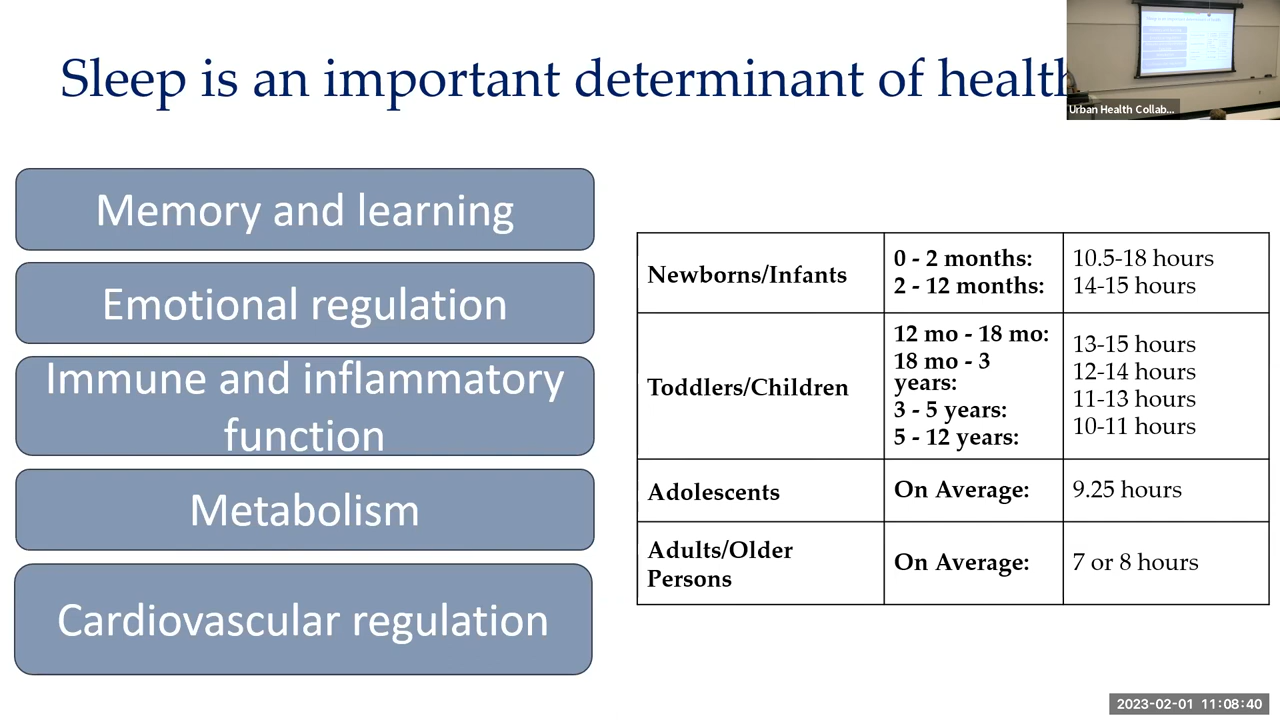 Sleep is an important determinant of health
Urban Health Collab...
Memory and learning
Emotional regulation
Immune and inflammatory
function
Metabolism
Cardiovascular regulation
Newborns/Infants
0 - 2 months:
2 - 12 months:
10.5-18 hours
14-15 hours
Toddlers/Children
12 mo - 18 mo:
18 mo - 3
years:
3 - 5 years:
5 - 12 years:
13-15 hours
12-14 hours
11-13 hours
10-11 hours
Adolescents
On Average:
9.25 hours
Adults/Older
Persons
On Average:
7 or 8 hours
2023-02-01 11:08:40